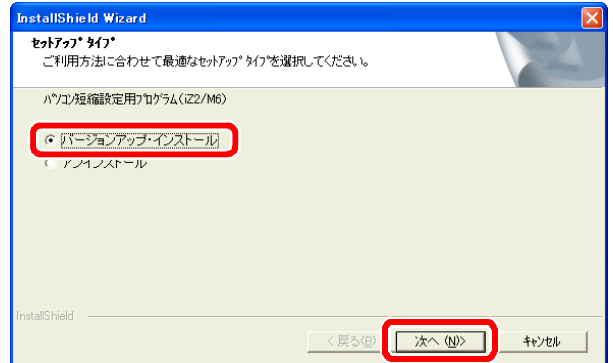 InstallShield Wizard
ｾｯﾄｱｯﾌﾟ ﾀｲﾌﾟ
ご利用方法に合わせて最適なｾｯﾄｱｯﾌﾟ ﾀｲﾌﾟを選択してください。
ﾊﾟｿｺﾝ短縮設定用ﾌﾟﾛｸﾞﾗﾑ(iZ2/M6)
バージョンアップ・インストール
アンインストール
InstallShield
< 戻る(B)
次へ (N)>
ｷｬﾝｾﾙ